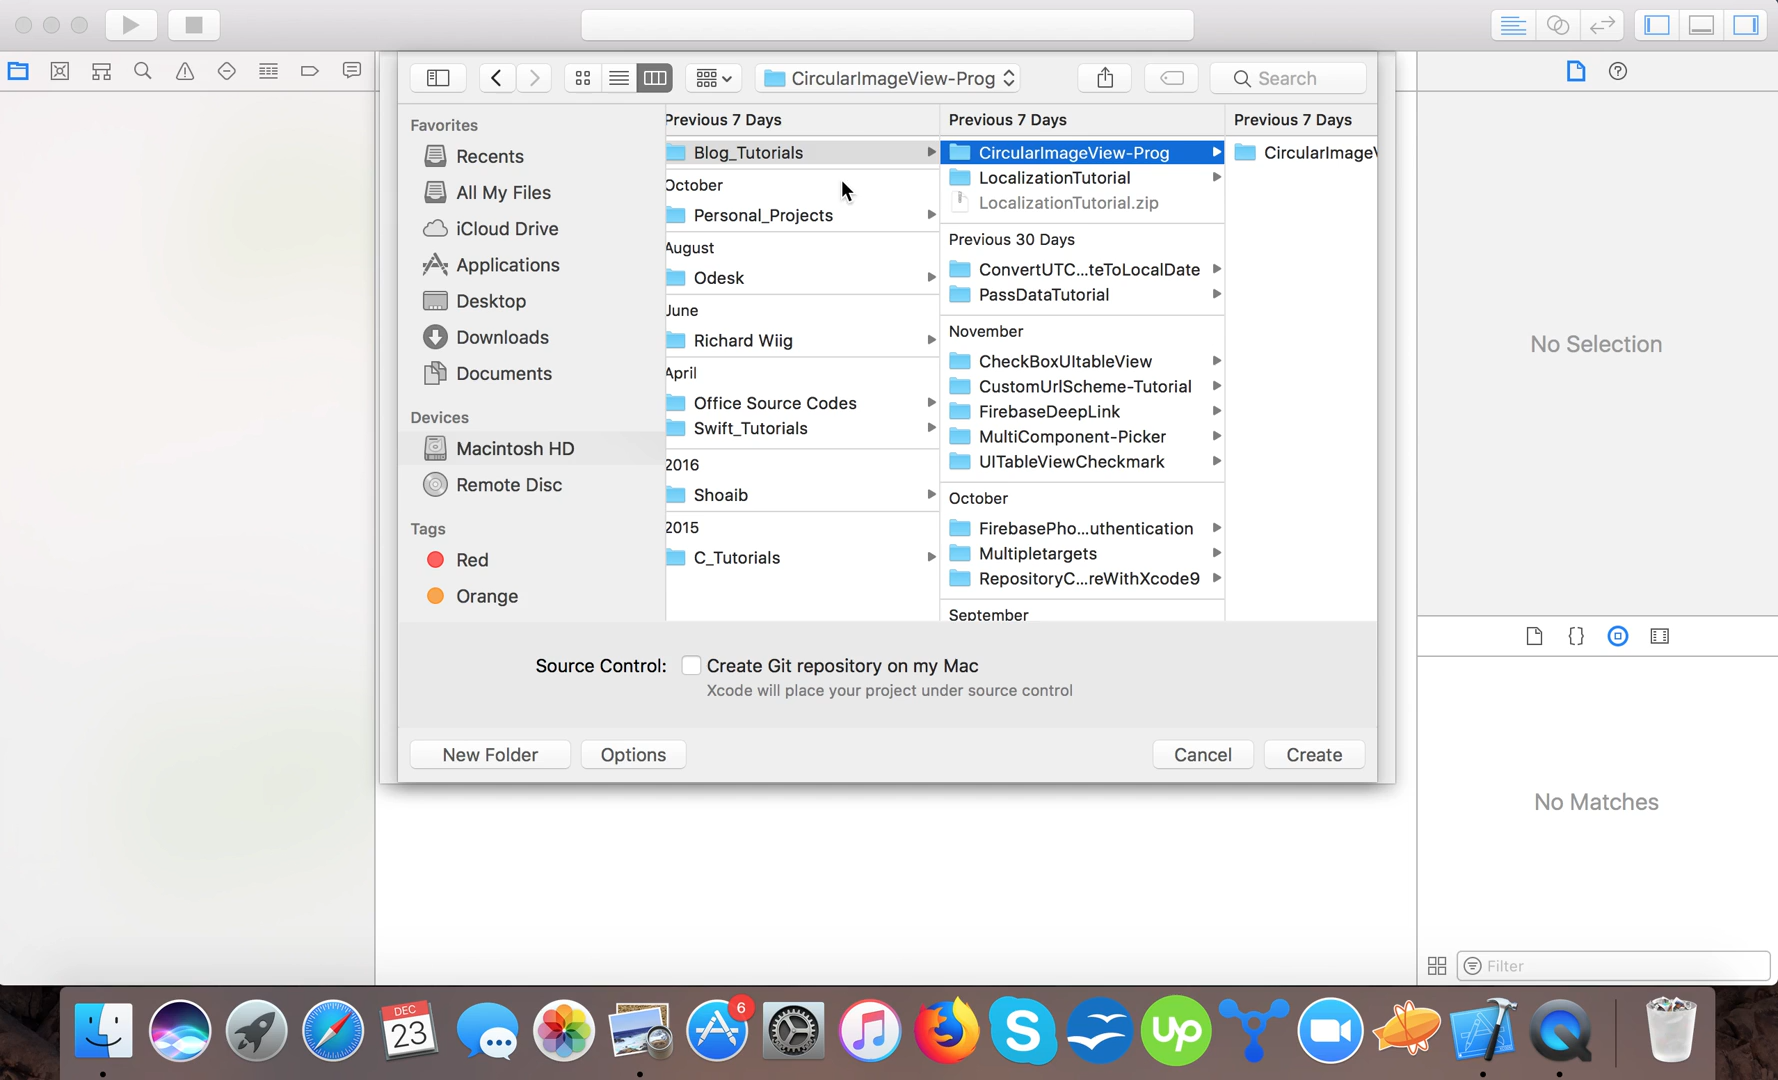 CircularImageView-Prog
Search
Favorites
Recents
All My Files
iCloud Drive
Applications
Desktop
Downloads
Documents
Devices
Macintosh HD
Remote Disc
Tags
Red
Orange
Previous 7 Days
Blog_Tutorials
October
Personal_Projects
August
Odesk
June
Richard Wiig
April
Office Source Codes
Swift_Tutorials
2016
Shoaib
2015
C_Tutorials
Previous 7 Days
CircularImageView-Prog
LocalizationTutorial
LocalizationTutorial.zip
Previous 30 Days
ConvertUTC...teToLocalDate
PassDataTutorial
November
CheckBoxUItableView
CustomUrlScheme-Tutorial
FirebaseDeepLink
MultiComponent-Picker
UITableViewCheckmark
October
FirebasePho...uthentication
Multipletargets
RepositoryC...reWithXcode9
September
Previous 7 Days
CircularImageV
Source Control: Create Git repository on my Mac
Xcode will place your project under source control
New Folder
Options
Cancel
Create
No Selection
No Matches
Filter
DEC
23
6
S
up